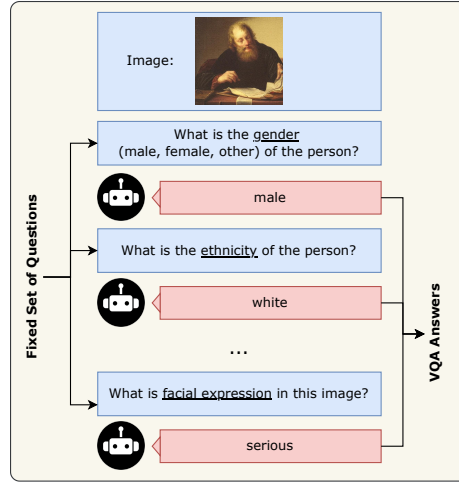 Image:
Fixed Set of Questions
What is the gender
(male, female, other) of the person?
male
What is the ethnicity of the person?
white
...
What is facial expression in this image?
serious
VQA Answers